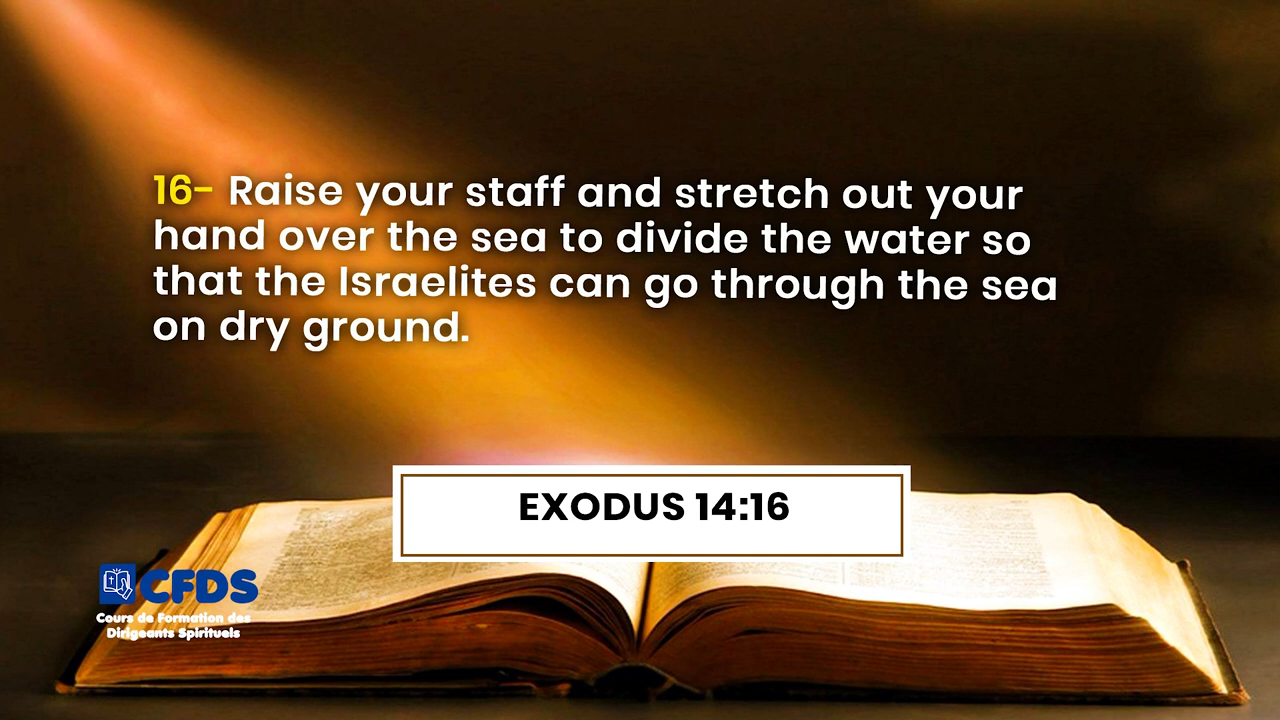 16- Raise your staff and stretch out your
hand over the sea to divide the water so
that the Israelites can go through the sea
on dry ground.
EXODUS 14:16
CFDS
Cours de Formation des
Dirigeants Spirituels